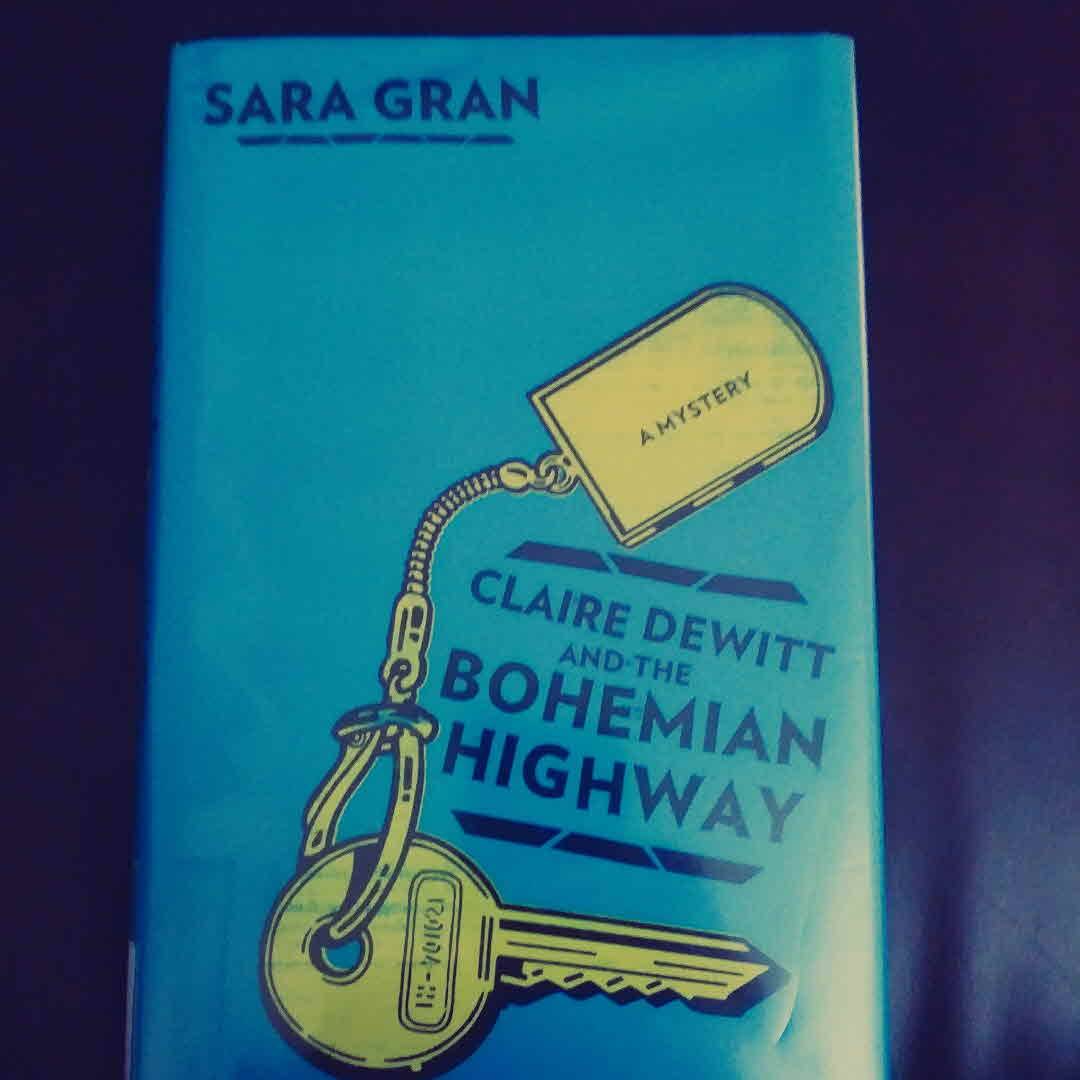 SARA GRAN
A MYSTERY
CLAIRE DEWITT
AND THE
BOHEMIAN
HIGHWAY